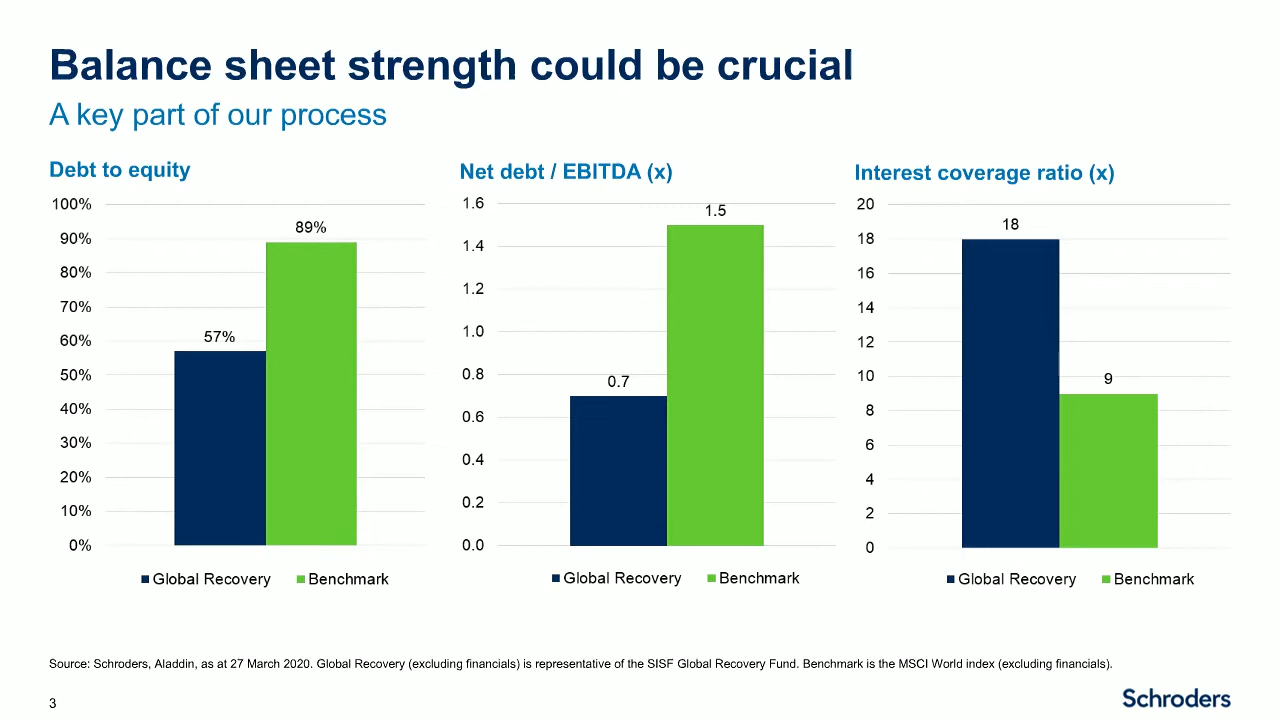 Balance sheet strength could be crucial
A key part of our process
Debt to equity
100%
90%
80%
70%
60%
50%
40%
30%
20%
10%
0%
57%
89%
Global Recovery
Benchmark
Net debt / EBITDA (x)
1.6
1.4
1.2
1.0
0.8
0.6
0.4
0.2
0.0
0.7
1.5
Global Recovery
Benchmark
Interest coverage ratio (x)
20
18
16
14
12
10
8
6
4
2
0
18
9
Global Recovery
Benchmark
Source: Schroders, Aladdin, as at 27 March 2020. Global Recovery (excluding financials) is representative of the SISF Global Recovery Fund. Benchmark is the MSCI World index (excluding financials).
3
Schroders